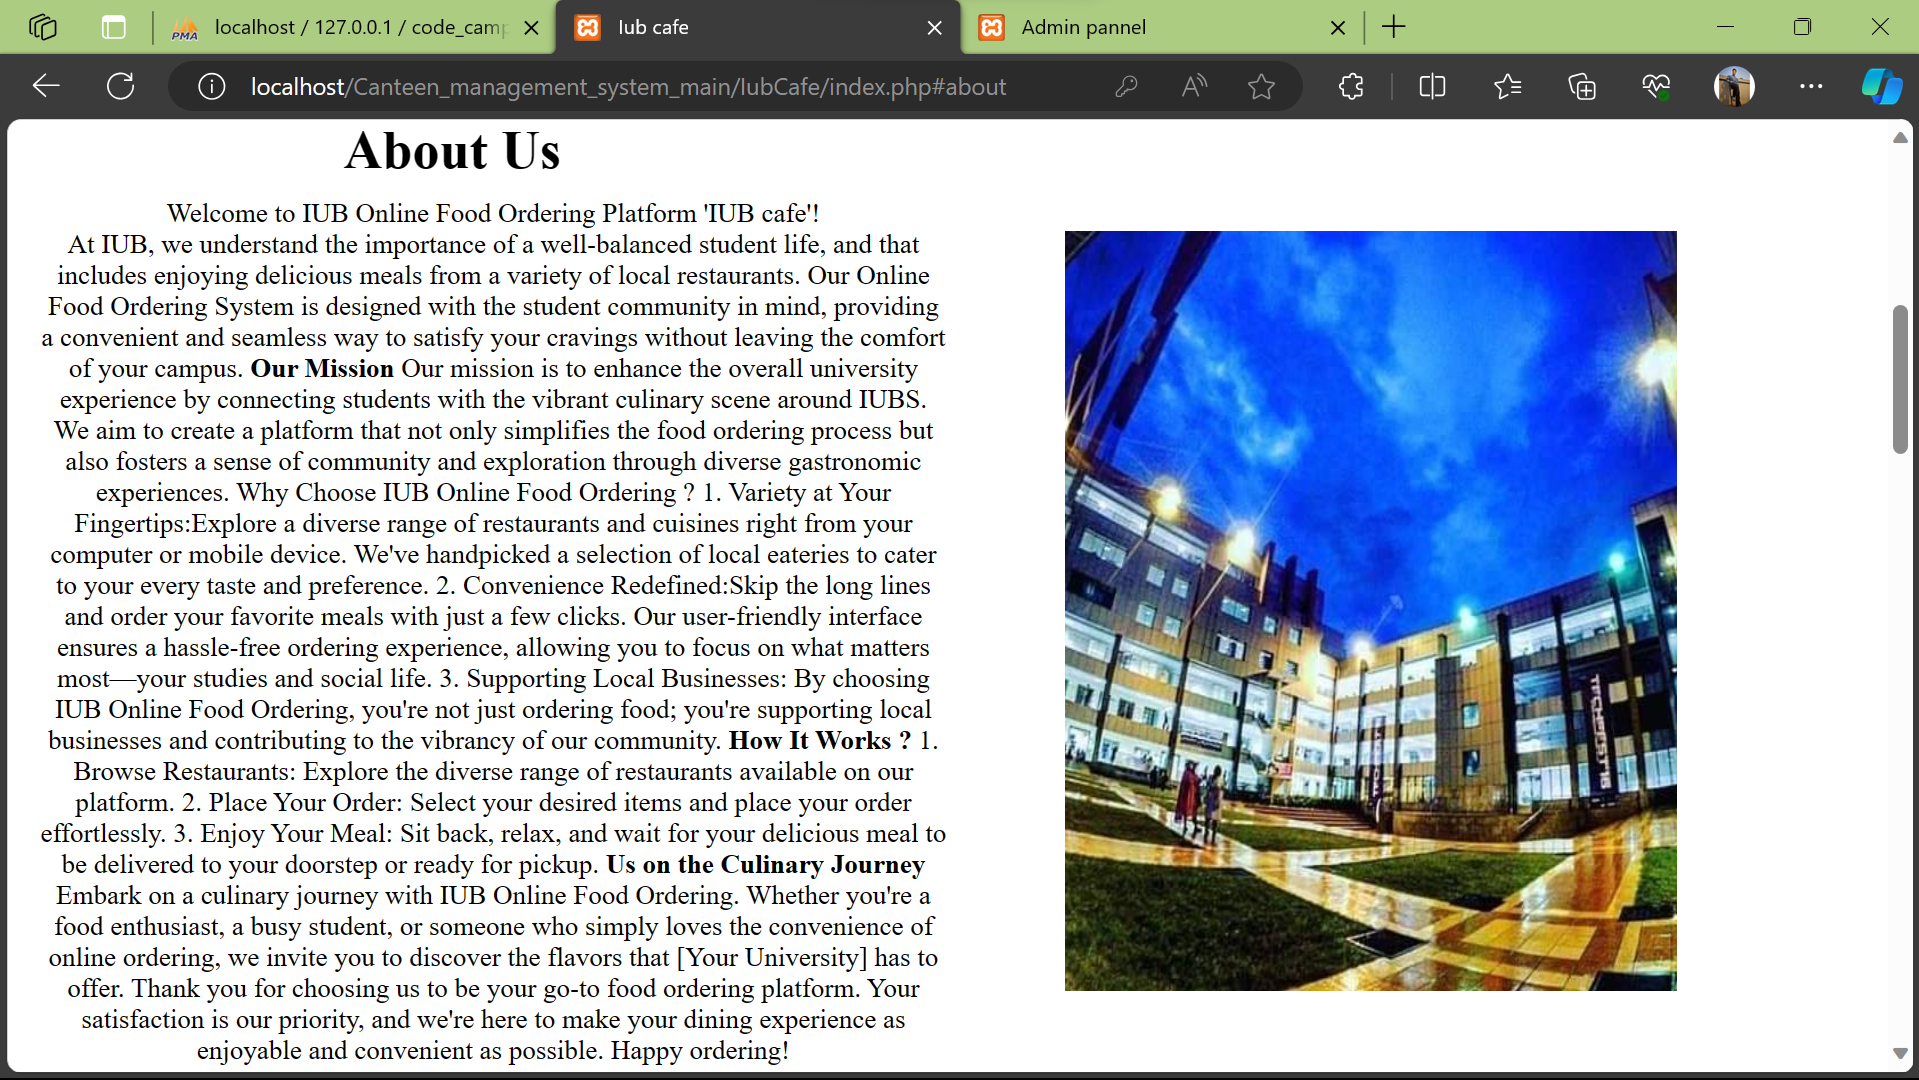 localhost / 127.0.0.1 / code_camp
Iub cafe
Admin pannel
localhost/Canteen_management_system_main/IubCafe/index.php#about
About Us
Welcome to IUB Online Food Ordering Platform 'IUB cafe'!
At IUB, we understand the importance of a well-balanced student life, and that
includes enjoying delicious meals from a variety of local restaurants. Our Online
Food Ordering System is designed with the student community in mind, providing
a convenient and seamless way to satisfy your cravings without leaving the comfort
of your campus. Our Mission Our mission is to enhance the overall university
experience by connecting students with the vibrant culinary scene around IUBS.
We aim to create a platform that not only simplifies the food ordering process but
also fosters a sense of community and exploration through diverse gastronomic
experiences. Why Choose IUB Online Food Ordering ? 1. Variety at Your
Fingertips:Explore a diverse range of restaurants and cuisines right from your
computer or mobile device. We've handpicked a selection of local eateries to cater
to your every taste and preference. 2. Convenience Redefined:Skip the long lines
and order your favorite meals with just a few clicks. Our user-friendly interface
ensures a hassle-free ordering experience, allowing you to focus on what matters
most—your studies and social life. 3. Supporting Local Businesses: By choosing
IUB Online Food Ordering, you're not just ordering food; you're supporting local
businesses and contributing to the vibrancy of our community. How It Works ? 1.
Browse Restaurants: Explore the diverse range of restaurants available on our
platform. 2. Place Your Order: Select your desired items and place your order
effortlessly. 3. Enjoy Your Meal: Sit back, relax, and wait for your delicious meal to
be delivered to your doorstep or ready for pickup. Us on the Culinary Journey
Embark on a culinary journey with IUB Online Food Ordering. Whether you're a
food enthusiast, a busy student, or someone who simply loves the convenience of
online ordering, we invite you to discover the flavors that [Your University] has to
offer. Thank you for choosing us to be your go-to food ordering platform. Your
satisfaction is our priority, and we're here to make your dining experience as
enjoyable and convenient as possible. Happy ordering!